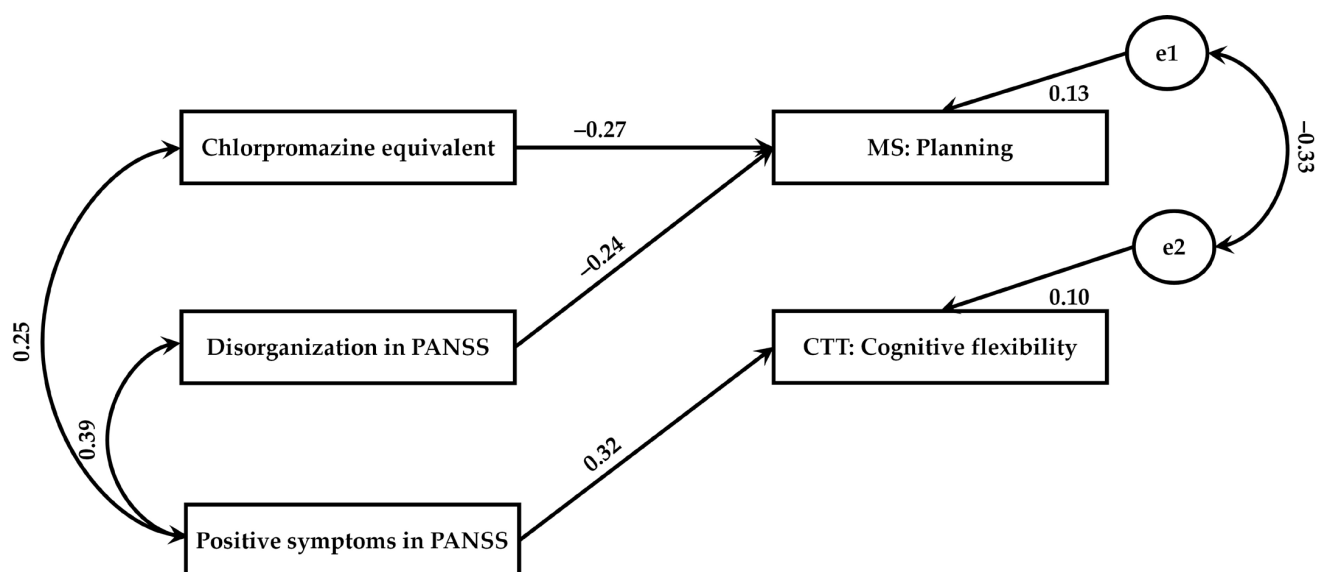 e1
0.13
Chlorpromazine equivalent
–0.27
MS: Planning
–0.33
–0.24
e2
0.10
0.25
Disorganization in PANSS
CTT: Cognitive flexibility
0.39
0.32
Positive symptoms in PANSS